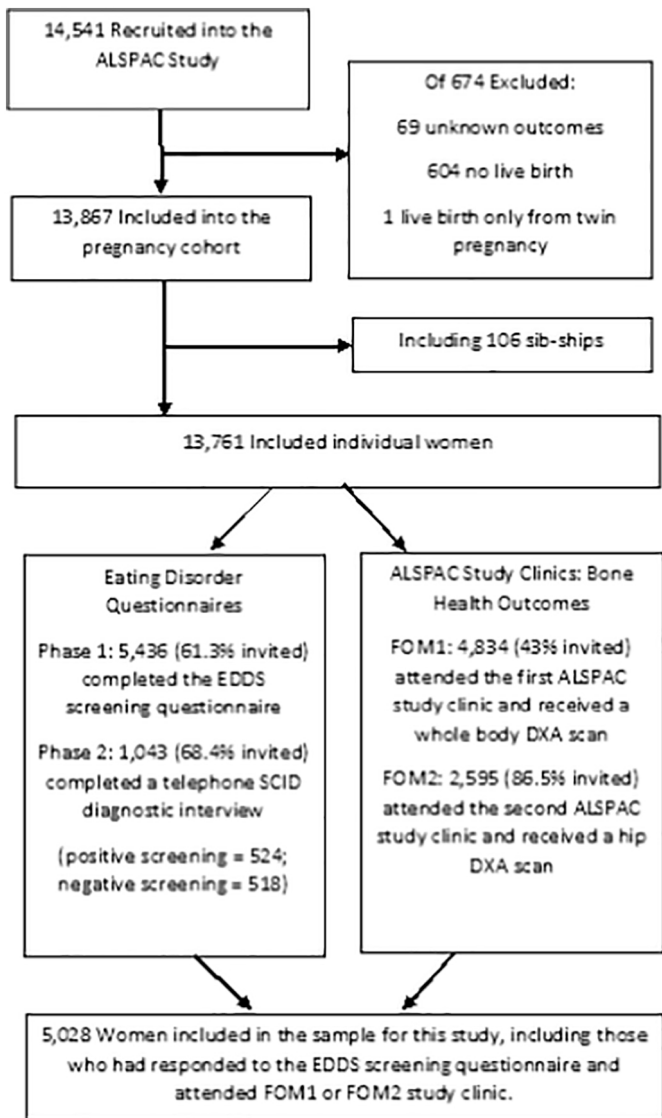 14,541 Recruited into the
ALSPAC Study
Of 674 Excluded:
69 unknown outcomes
604 no live birth
1 live birth only from twin
pregnancy
13,867 Included into the
pregnancy cohort
Including 106 sib-ships
13,761 Included individual women
Eating Disorder
Questionnaires
Phase 1: 5,436 (61.3% invited)
completed the EDDS
screening questionnaire
Phase 2: 1,043 (68.4% invited)
completed a telephone SCID
diagnostic interview
(positive screening = 524;
negative screening = 518)
ALSPAC Study Clinics: Bone
Health Outcomes
FOM1: 4,834 (43% invited)
attended the first ALSPAC
study clinic and received a
whole body DXA scan
FOM2: 2,595 (86.5% invited)
attended the second ALSPAC
study clinic and received a hip
DXA scan
5,028 Women included in the sample for this study, including those
who had responded to the EDDS screening questionnaire and
attended FOM1 or FOM2 study clinic.